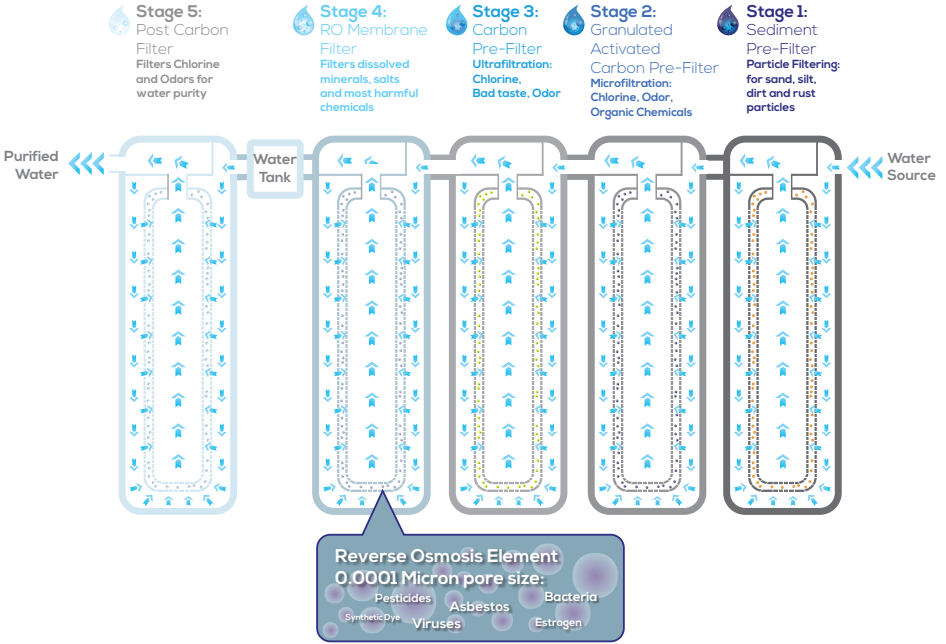 Stage 5:
Post Carbon
Filter
Filters Chlorine
and Odors for
water purity
Stage 4:
RO Membrane
Filter
Filters dissolved
minerals, salts
and most harmful
chemicals
Stage 3:
Carbon
Pre-Filter
Ultrafiltration:
Chlorine,
Bad taste, Odor
Stage 2:
Granulated
Activated
Carbon Pre-Filter
Microfiltration:
Chlorine, Odor,
Organic Chemicals
Stage 1:
Sediment
Pre-Filter
Particle Filtering:
for sand, silt,
dirt and rust
particles
Purified
Water
Water
Tank
Water
Source
Reverse Osmosis Element
0.0001 Micron pore size:
Pesticides
Bacteria
Asbestos
Synthetic Dye
Viruses
Estrogen